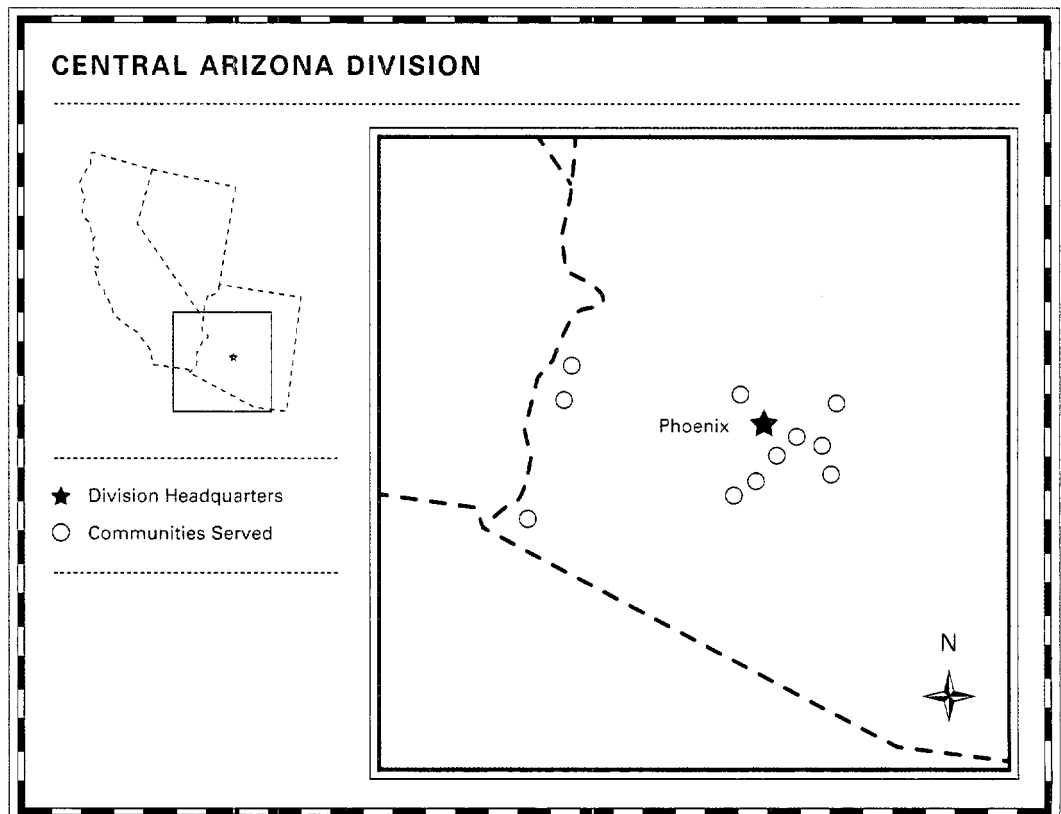 CENTRAL ARIZONA DIVISION
Phoenix
Division Headquarters
Communities Served
N